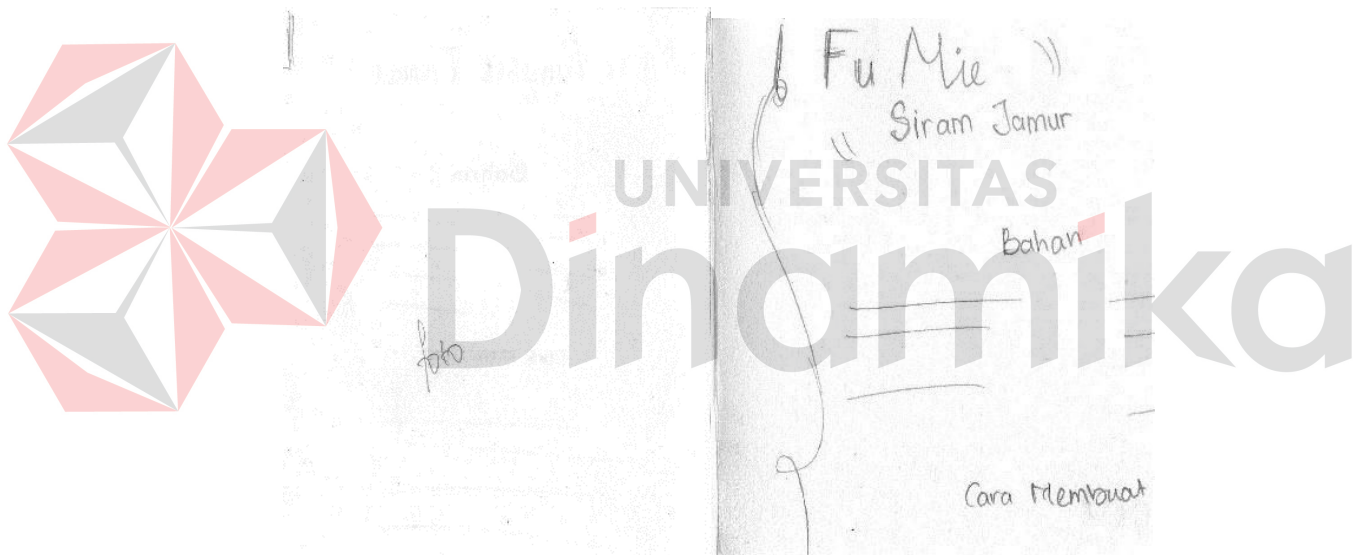 foto
Fu Mie
Siram Jamur
Bahan
Cara Membuat
UNIVERSITAS
Dinamika